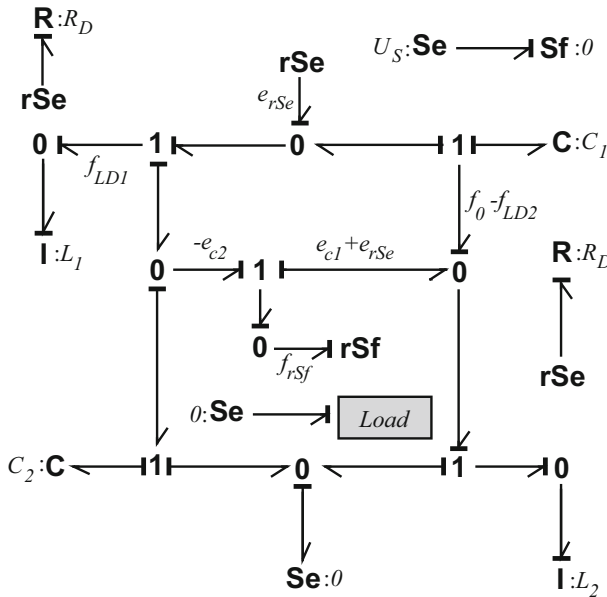 R :R_D
U_S :Se Sf :0
rSe
rSe
e_rSe
0 1 0 1 C :C_1
f_LD1
f_0 -f_LD2
I :L_1
-e_c2
e_c1+e_rSe
0 1 0
R :R_D
0 rSf
f_rSf
rSe
0 :Se Load
C_2 :C 1 0 1 0
Se :0
I :L_2